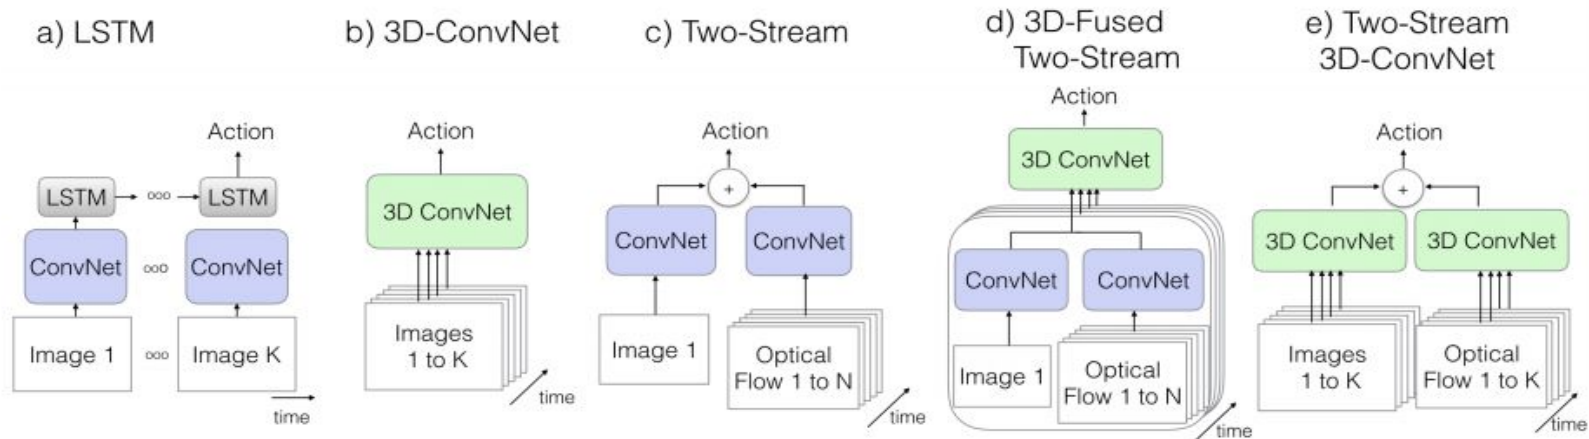 a) LSTM
Action
LSTM
ooo
LSTM
ConvNet
ooo
ConvNet
Image 1
ooo
Image K
time
b) 3D-ConvNet
Action
3D ConvNet
Images
1 to K
time
c) Two-Stream
Action
+
ConvNet
ConvNet
Image 1
Optical
Flow 1 to N
time
d) 3D-Fused
Two-Stream
Action
3D ConvNet
ConvNet
ConvNet
Image 1
Optical
Flow 1 to N
time
e) Two-Stream
3D-ConvNet
Action
+
3D ConvNet
3D ConvNet
Images
1 to K
Optical
Flow 1 to K
time